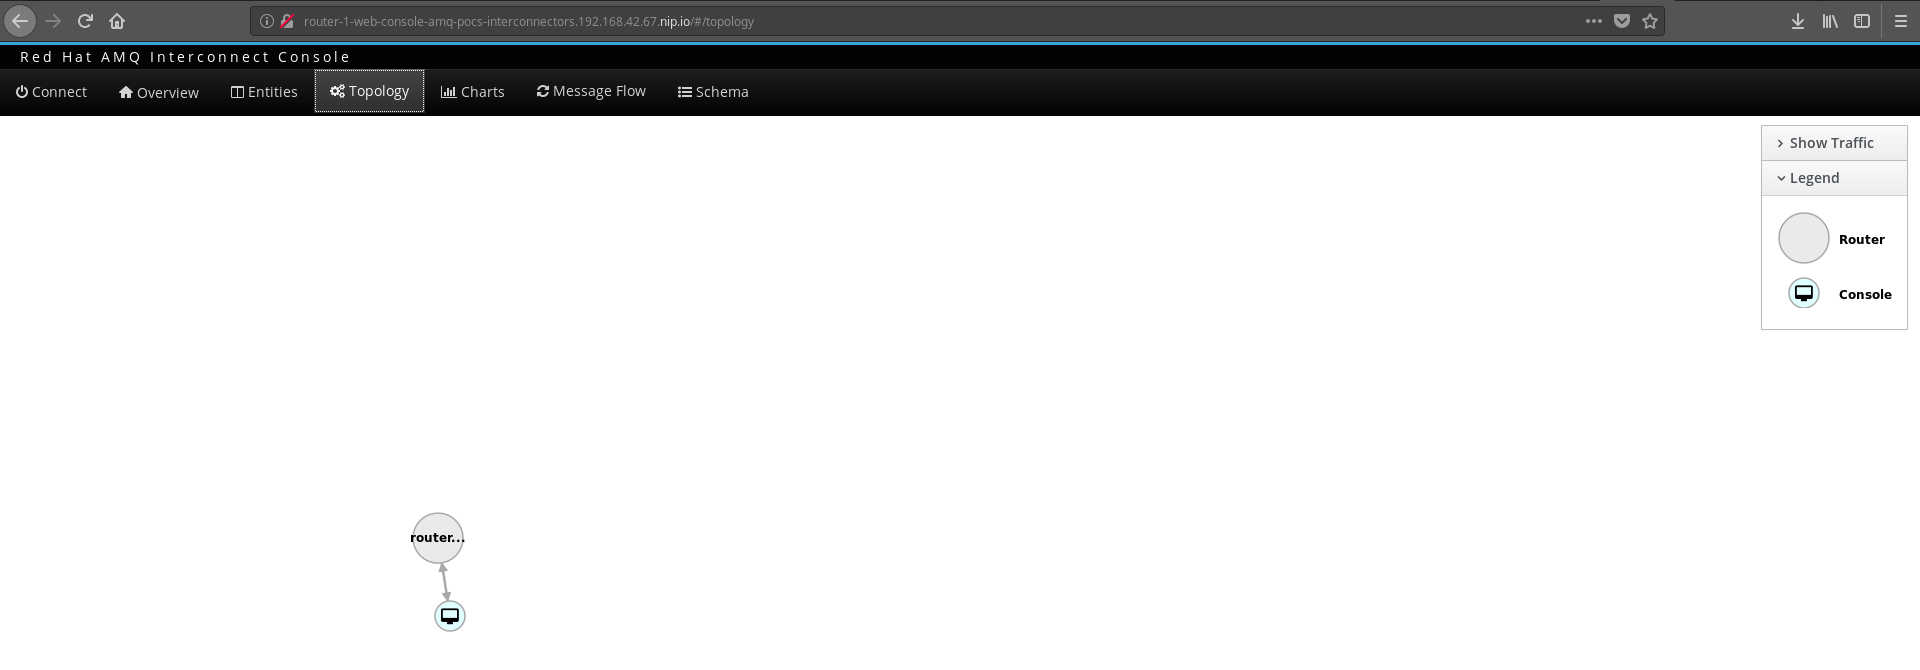 router-1-web-console-amq-pocs-interconnectors.192.168.42.67.nip.io/#/topology
Red Hat AMQ Interconnect Console
Connect Overview Entities Topology Charts Message Flow Schema
Show Traffic
Legend
Router
Console
router...